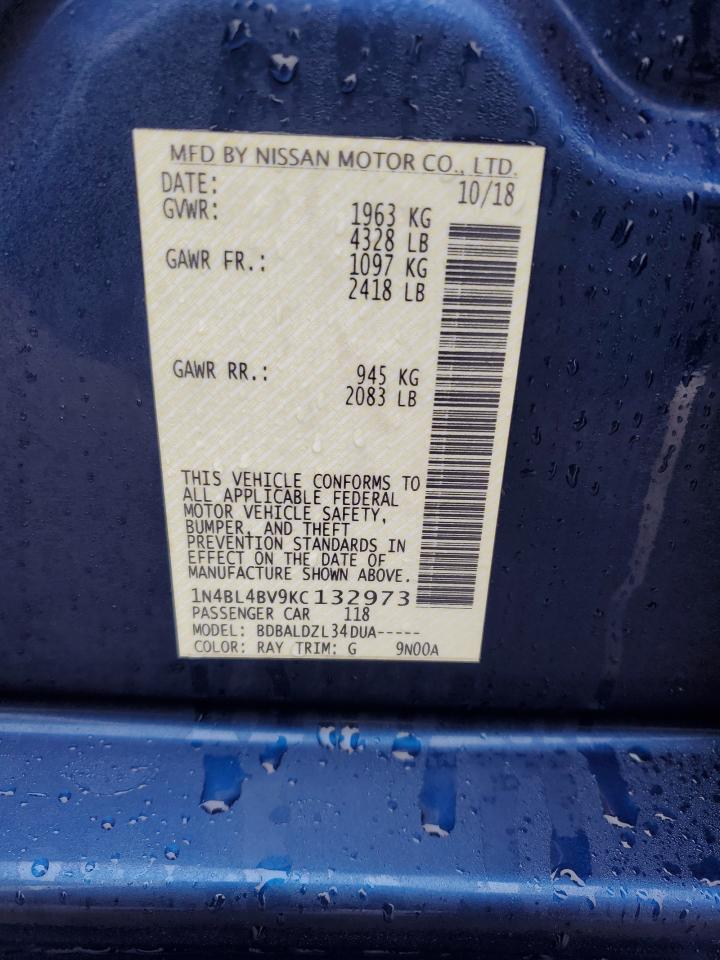 MFD BY NISSAN MOTOR CO., LTD.
DATE: 10/18
GVWR: 1963 KG
4328 LB
GAWR FR.: 1097 KG
2418 LB
GAWR RR.: 945 KG
2083 LB
THIS VEHICLE CONFORMS TO
ALL APPLICABLE FEDERAL
MOTOR VEHICLE SAFETY,
BUMPER, AND THEFT
PREVENTION STANDARDS IN
EFFECT ON THE DATE OF
MANUFACTURE SHOWN ABOVE.
1N4BL4BV9KC132973
PASSENGER CAR 118
MODEL: BDBALDZL34DUA-----
COLOR: RAY TRIM: G 9N00A